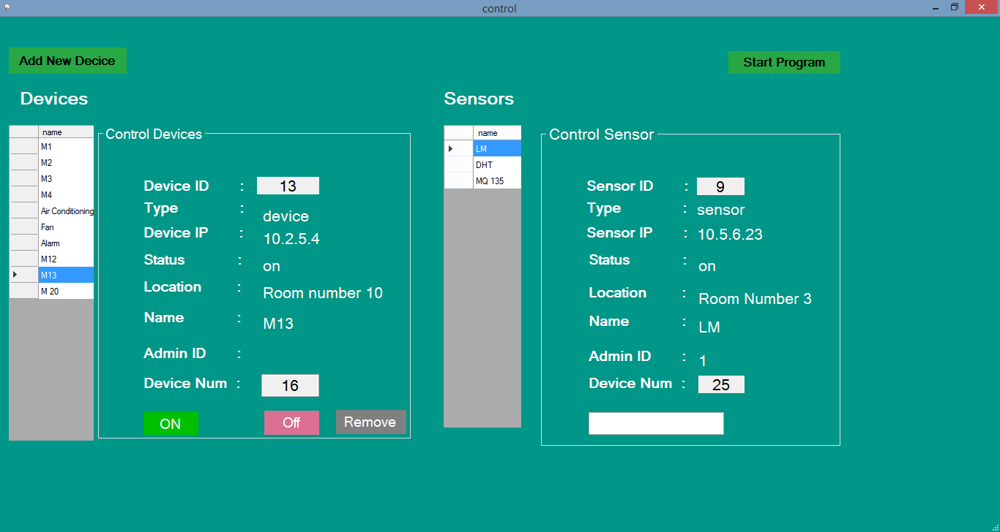 control
Add New Decice
Start Program
Devices
Sensors
name
M1
M2
M3
M4
Air Conditioning
Fan
Alarm
M12
M13
M 20
Control Devices
Device ID : 13
Type : device
Device IP : 10.2.5.4
Status : on
Location : Room number 10
Name : M13
Admin ID :
Device Num : 16
ON
Off
Remove
name
LM
DHT
MQ 135
Control Sensor
Sensor ID : 9
Type : sensor
Sensor IP : 10.5.6.23
Status : on
Location : Room Number 3
Name : LM
Admin ID : 1
Device Num : 25